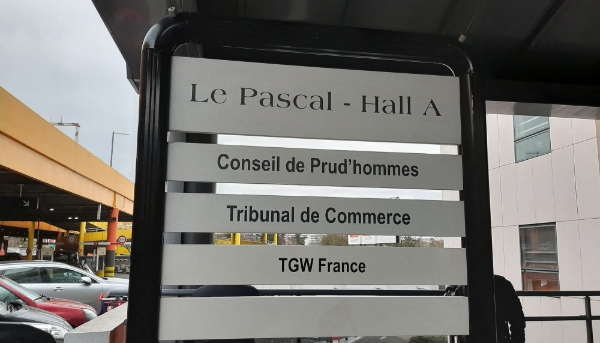 Le Pascal - Hall A
Conseil de Prud'hommes
Tribunal de Commerce
TGW France